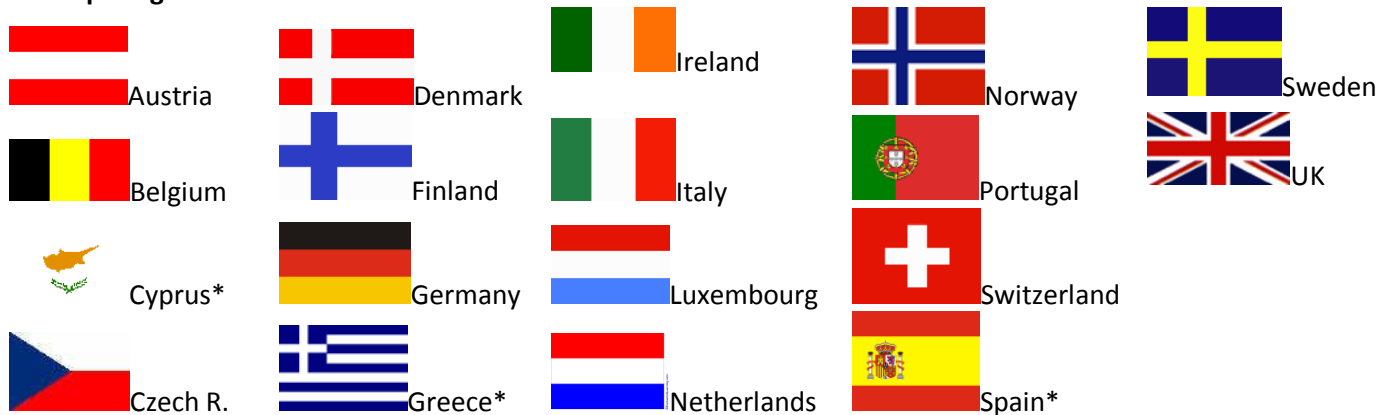 Austria
Denmark
Ireland
Norway
Sweden
Belgium
Finland
Italy
Portugal
UK
Cyprus*
Germany
Luxembourg
Switzerland
Czech R.
Greece*
Netherlands
Spain*